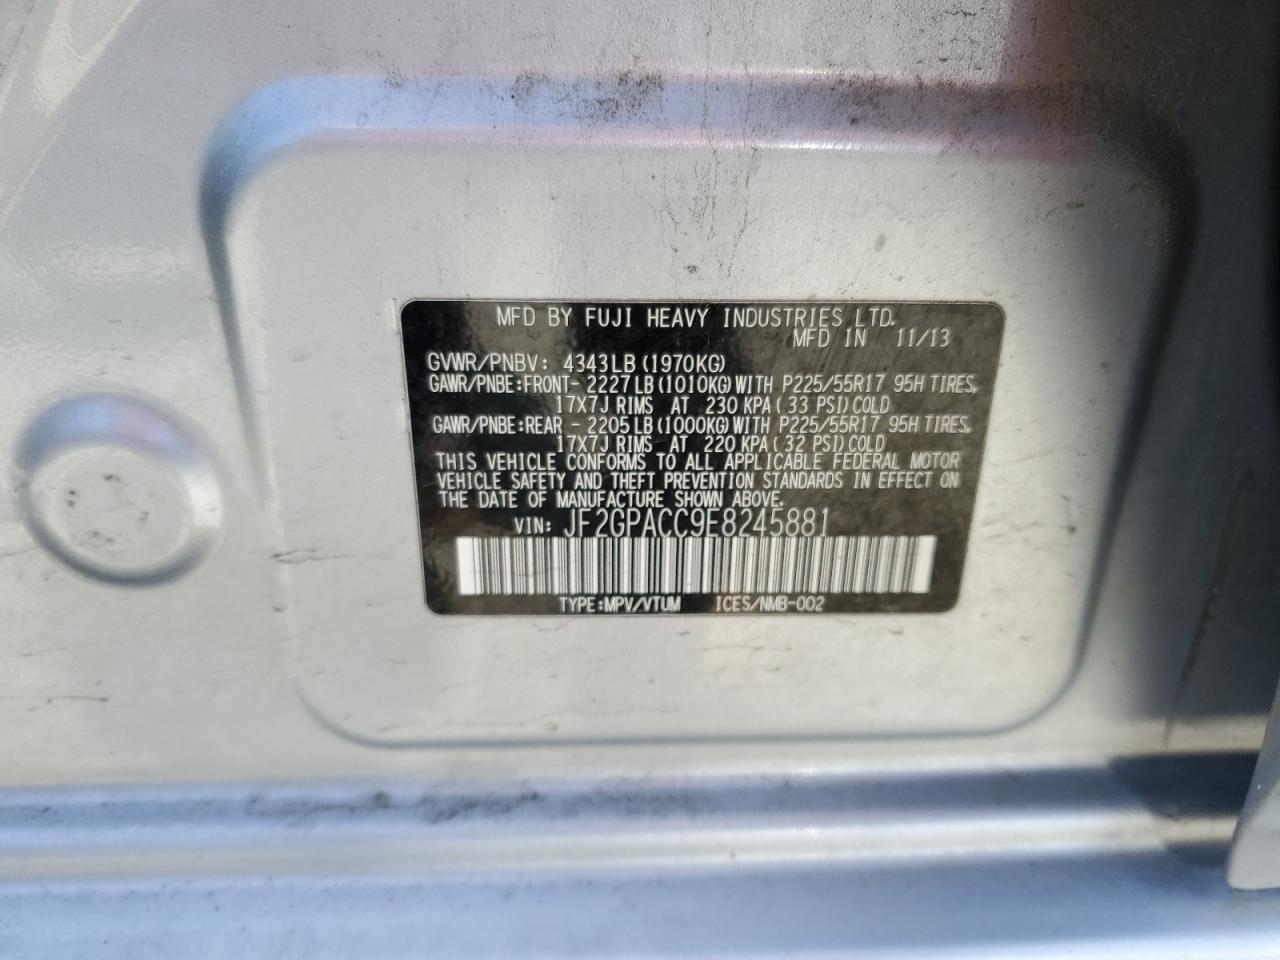 MFD BY FUJI HEAVY INDUSTRIES LTD.
MFD IN 11/13
GVWR/PNBV: 4343LB(1970KG)
GAWR/PNBE:FRONT- 2227LB(1010KG)WITH P225/55R17 95H TIRES,
17X7J RIMS AT 230 KPA(33 PSI)COLD
GAWR/PNBE:REAR - 2205LB(1000KG)WITH P225/55R17 95H TIRES,
17X7J RIMS AT 220 KPA(32 PSI)COLD
THIS VEHICLE CONFORMS TO ALL APPLICABLE FEDERAL MOTOR
VEHICLE SAFETY AND THEFT PREVENTION STANDARDS IN EFFECT ON
THE DATE OF MANUFACTURE SHOWN ABOVE.
VIN: JF2GPACC9E8245881
TYPE:MPV/VTUM ICES/NMB-002